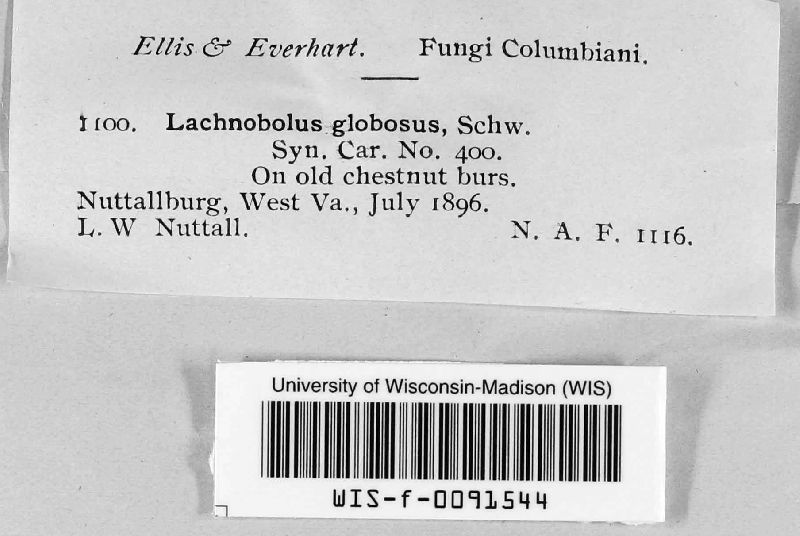 Ellis & Everhart. Fungi Columbiani.
1100. Lachnobolus globosus, Schw.
Syn. Car. No. 400.
On old chestnut burs.
Nuttallburg, West Va., July 1896.
L. W Nuttall. N. A. F. 1116.
University of Wisconsin-Madison (WIS)
WIS-f-0091544